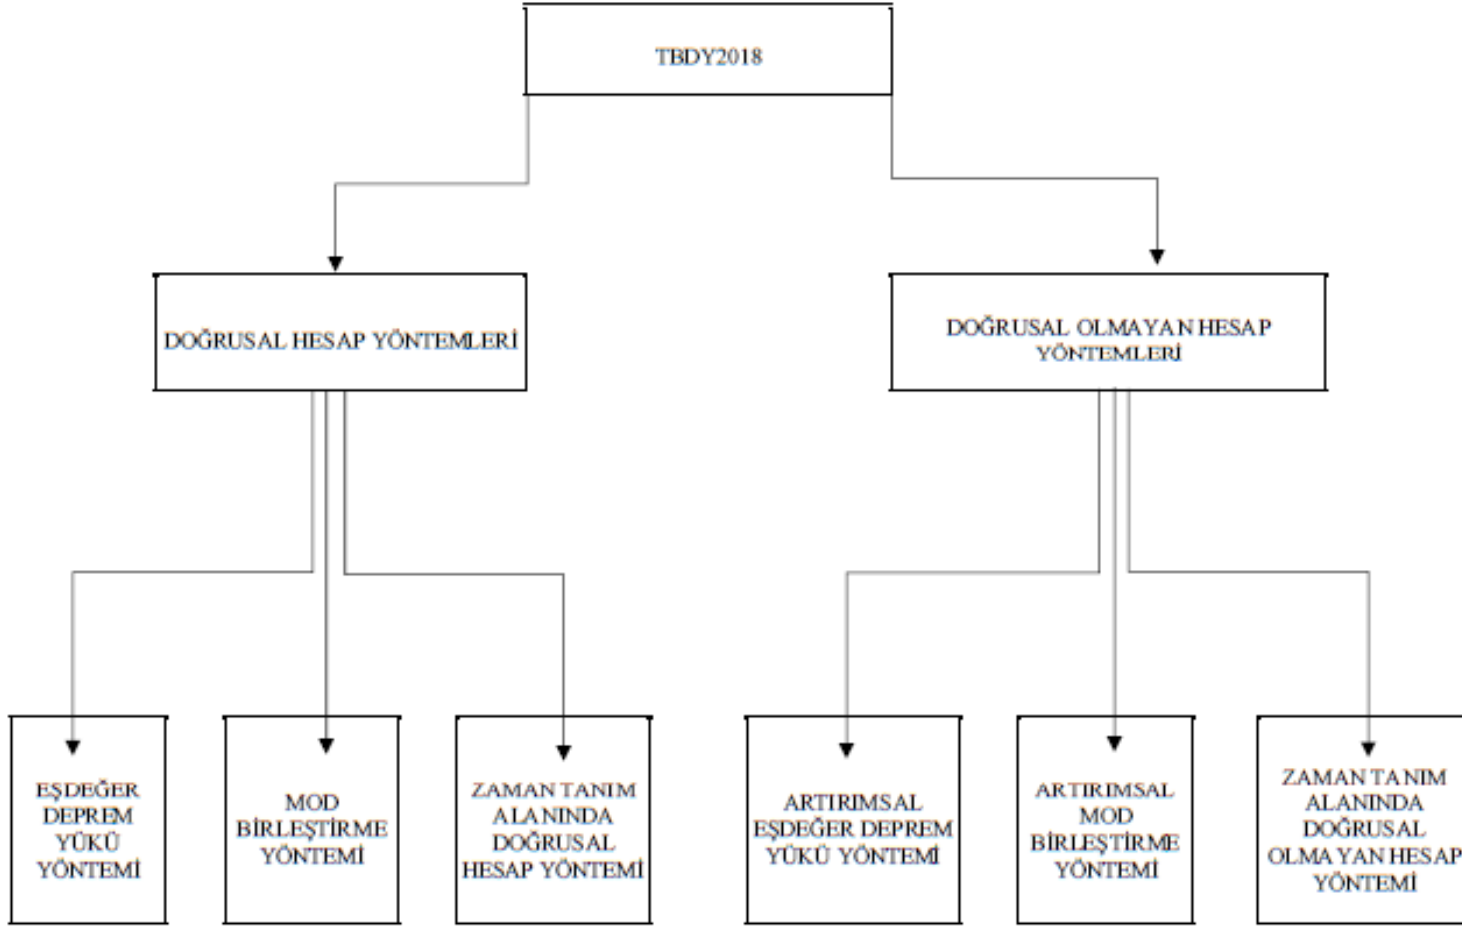 TBDY2018
DOĞRUSAL HESAP YÖNTEMLERİ
DOĞRUSAL OLMAYAN HESAP
YÖNTEMLERİ
EŞDEĞER
DEPREM
YÜKÜ
YÖNTEMİ
MOD
BİRLEŞTİRME
YÖNTEMİ
ZAMAN TANIM
ALANINDA
DOĞRUSAL
HESAP YÖNTEMİ
ARTIRIMSAL
EŞDEĞER DEPREM
YÜKÜ YÖNTEMİ
ARTIRIMSAL
MOD
BİRLEŞTİRME
YÖNTEMİ
ZAMAN TANIM
ALANINDA
DOĞRUSAL
OLMAYAN HESAP
YÖNTEMİ